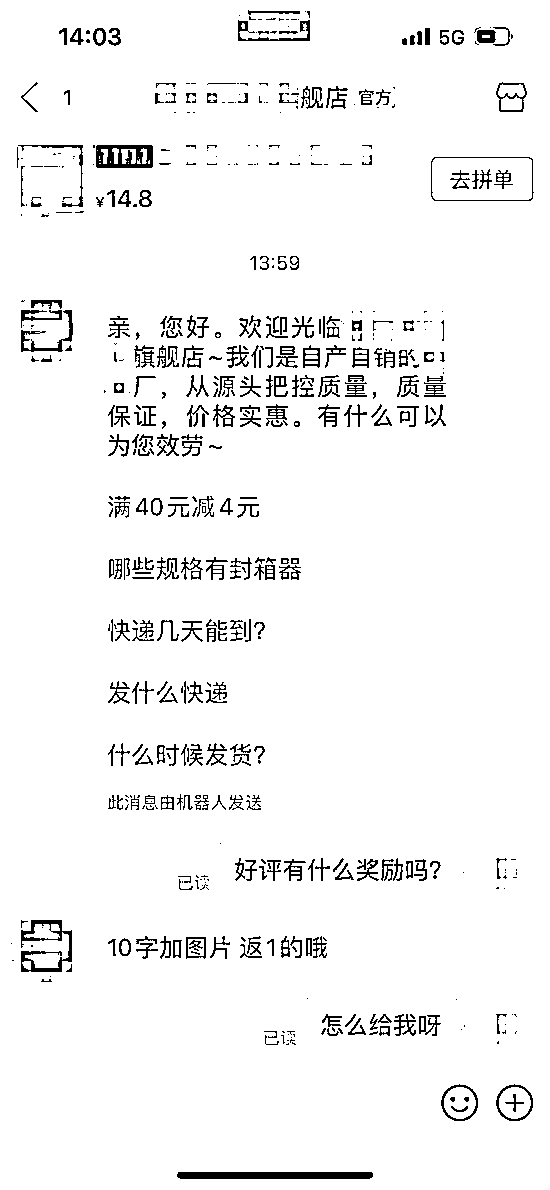 14:03 5G
1 舰店 官方
¥14.8 去拼单
13:59
亲，您好。欢迎光临
旗舰店~我们是自产自销的
厂，从源头把控质量，质量
保证，价格实惠。有什么可以
为您效劳~
满40元减4元
哪些规格有封箱器
快递几天能到？
发什么快递
什么时候发货？
此消息由机器人发送
已读 好评有什么奖励吗？
10字加图片 返1的哦
已读 怎么给我呀